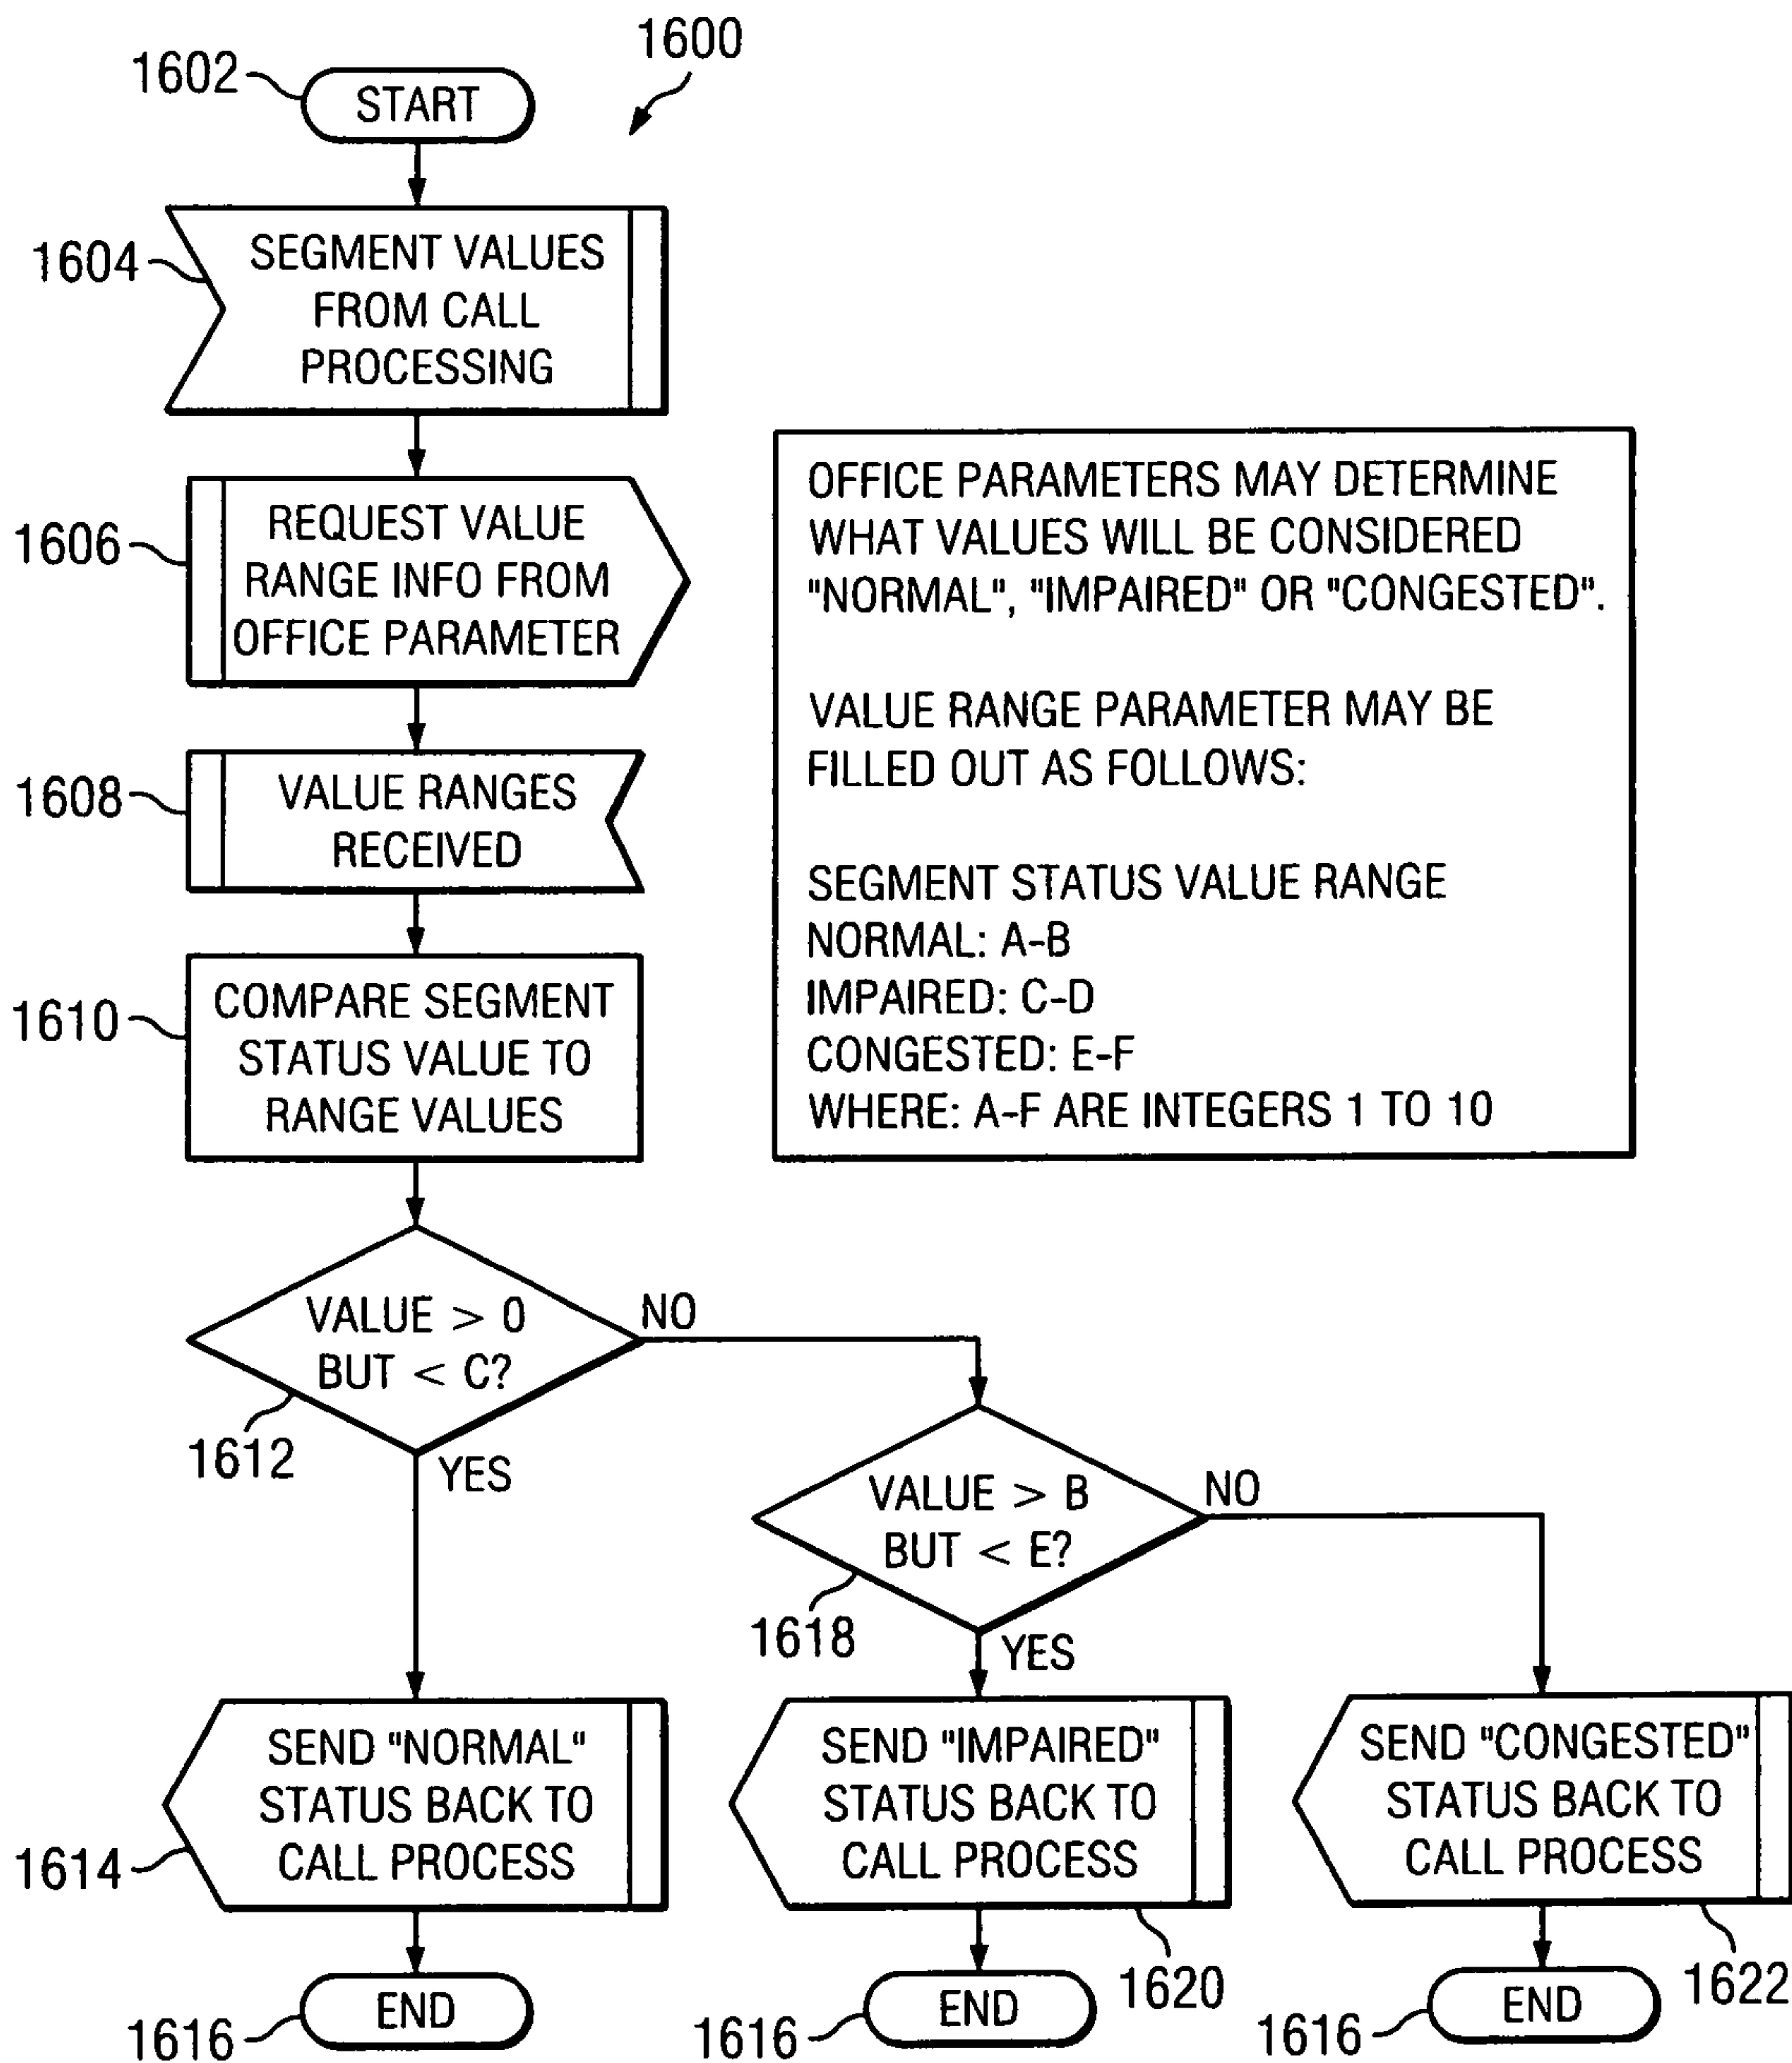 1600
1602
START
1604
SEGMENT VALUES
FROM CALL
PROCESSING
1606
REQUEST VALUE
RANGE INFO FROM
OFFICE PARAMETER
1608
VALUE RANGES
RECEIVED
1610
COMPARE SEGMENT
STATUS VALUE TO
RANGE VALUES
OFFICE PARAMETERS MAY DETERMINE
WHAT VALUES WILL BE CONSIDERED
"NORMAL", "IMPAIRED" OR "CONGESTED".
VALUE RANGE PARAMETER MAY BE
FILLED OUT AS FOLLOWS:
SEGMENT STATUS VALUE RANGE
NORMAL: A-B
IMPAIRED: C-D
CONGESTED: E-F
WHERE: A-F ARE INTEGERS 1 TO 10
VALUE > 0
BUT < C?
NO
1612
YES
VALUE > B
BUT < E?
NO
1618
YES
SEND "NORMAL"
STATUS BACK TO
CALL PROCESS
1614
SEND "IMPAIRED"
STATUS BACK TO
CALL PROCESS
1620
SEND "CONGESTED"
STATUS BACK TO
CALL PROCESS
1622
END
1616
END
1616
END
1616